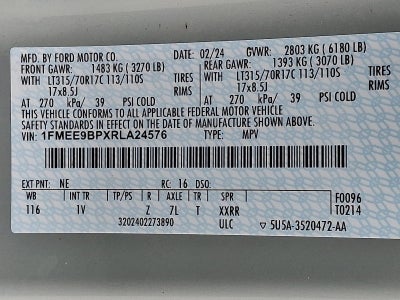 MFD. BY FORD MOTOR CO. DATE: 02/24 GVWR: 2803 KG (6180 LB)
FRONT GAWR: 1483 KG (3270 LB) REAR GAWR: 1393 KG (3070 LB)
WITH LT315/70R17C 113/110S TIRES WITH LT315/70R17C 113/110S TIRES
17x8.5J RIMS 17x8.5J RIMS
AT 270 kPa/ 39 PSI COLD AT 270 kPa/ 39 PSI COLD
THIS VEHICLE CONFORMS TO ALL APPLICABLE FEDERAL MOTOR VEHICLE
SAFETY, BUMPER, AND THEFT PREVENTION STANDARDS IN EFFECT ON THE DATE OF MANUFACTURE SHOWN ABOVE.
VIN: 1FMEE9BPXRLA24576 TYPE: MPV
EXT PNT: NE RC: 16 DSO: F0096
WB INT TR TP/PS R AXLE TR SPR T0214
116 1V Z 7L T XXRR
3202402273890 ULC 5U5A-3520472-AA